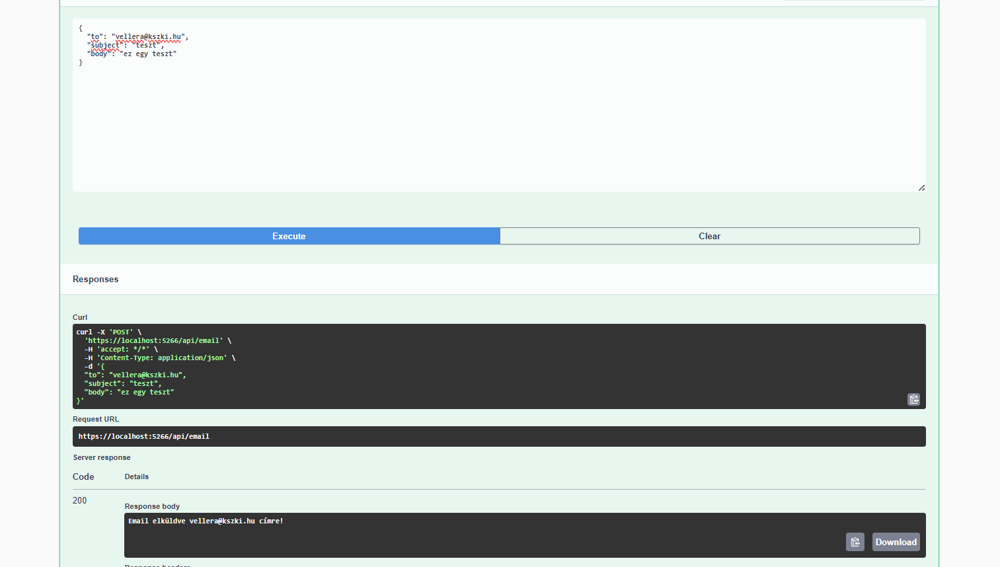 {
  "to": "vellera@kszki.hu",
  "subject": "teszt",
  "body": "ez egy teszt"
}
Execute
Clear
Responses
Curl
curl -X 'POST' \
  'https://localhost:5266/api/email' \
  -H 'accept: */*' \
  -H 'Content-Type: application/json' \
  -d '{
  "to": "vellera@kszki.hu",
  "subject": "teszt",
  "body": "ez egy teszt"
}'
Request URL
https://localhost:5266/api/email
Server response
Code Details
200
Response body
Email elküldve vellera@kszki.hu címre!
Download
Response headers